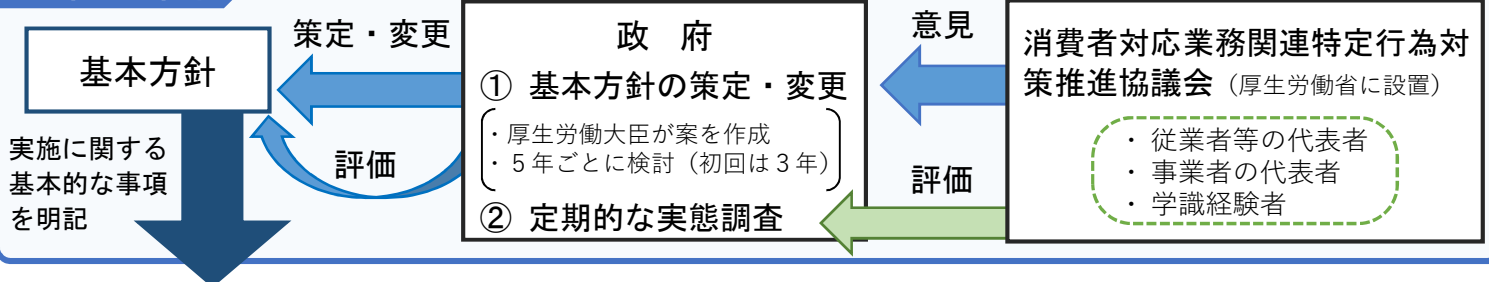 基本方針
策定・変更
評価
実施に関する
基本的な事項
を明記
政 府
① 基本方針の策定・変更
・厚生労働大臣が案を作成
・５年ごとに検討（初回は３年）
② 定期的な実態調査
意見
評価
消費者対応業務関連特定行為対
策推進協議会（厚生労働省に設置）
・ 従業者等の代表者
・ 事業者の代表者
・ 学識経験者